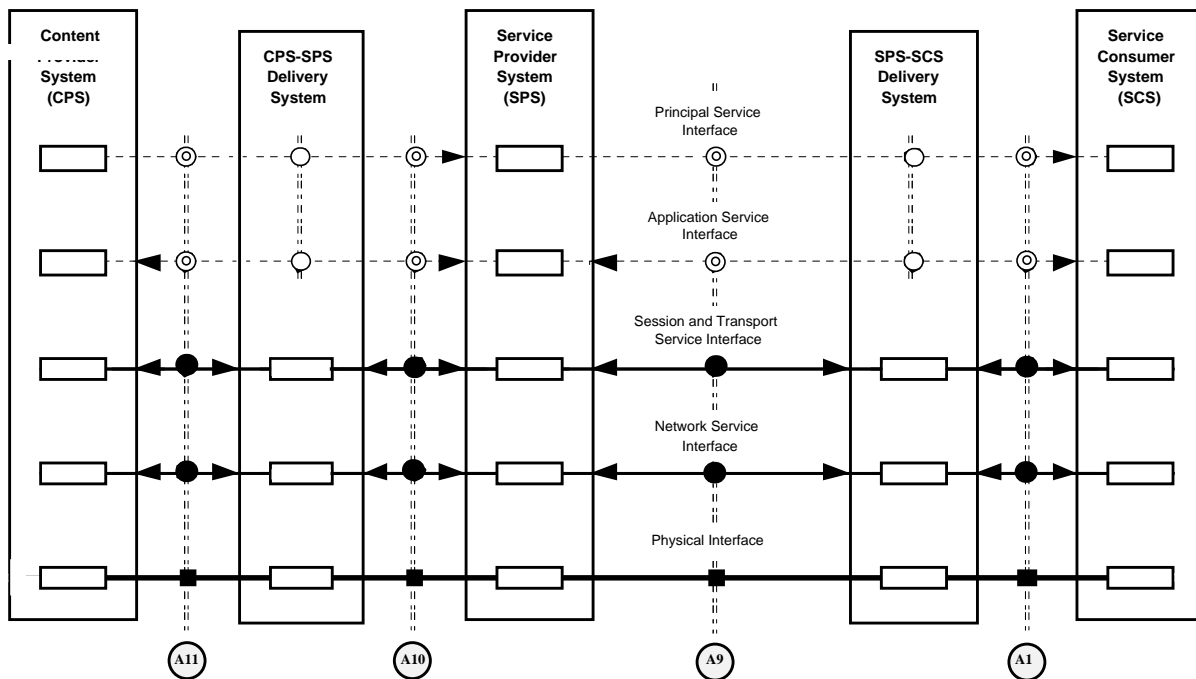 Content
System
(CPS)
CPS-SPS
Delivery
System
Service
Provider
System
(SPS)
SPS-SCS
Delivery
System
Service
Consumer
System
(SCS)
Principal Service
Interface
Application Service
Interface
Session and Transport
Service Interface
Network Service
Interface
Physical Interface
A11
A10
A9
A1